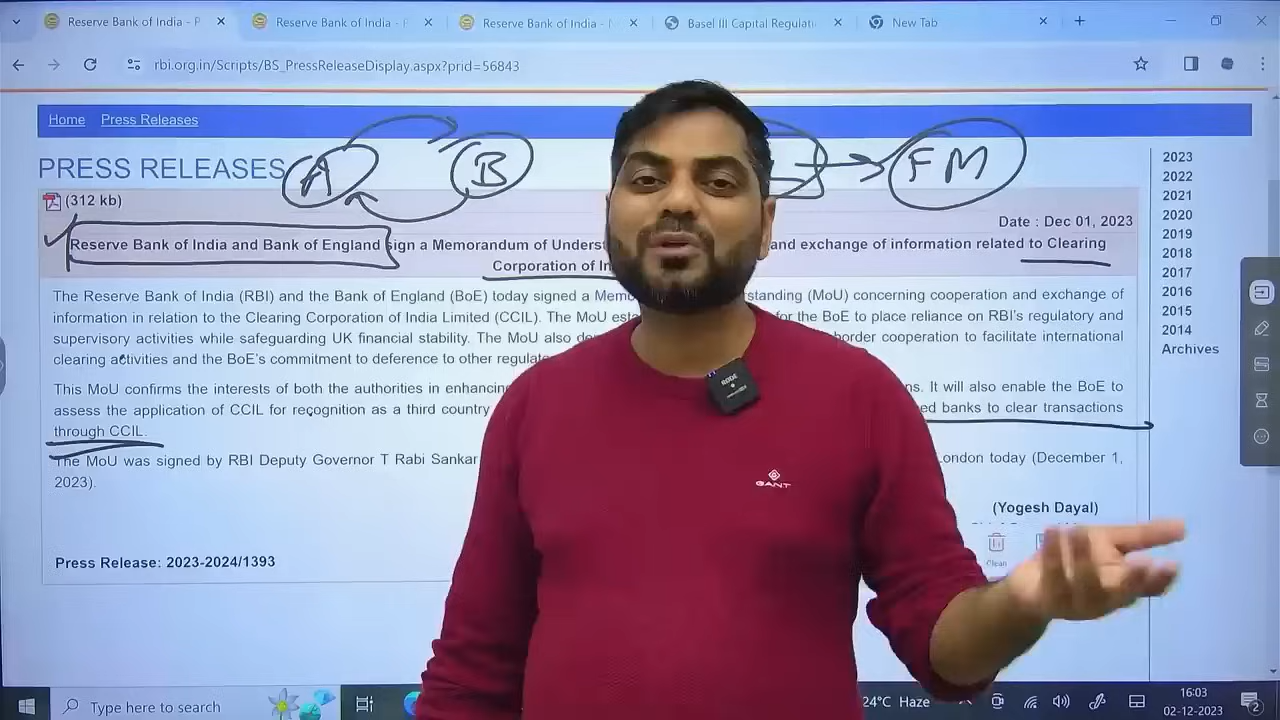 Reserve Bank of India - P
Reserve Bank of India - P
Reserve Bank of India -
Basel III Capital Regulati
New Tab
rbi.org.in/Scripts/BS_PressReleaseDisplay.aspx?prid=56843
Home Press Releases
PRESS RELEASES
A B FM
(312 kb)
Date : Dec 01, 2023
Reserve Bank of India and Bank of England sign a Memorandum of Underst and exchange of information related to Clearing
Corporation of In
The Reserve Bank of India (RBI) and the Bank of England (BoE) today signed a Memo rstanding (MoU) concerning cooperation and exchange of
information in relation to the Clearing Corporation of India Limited (CCIL). The MoU esta for the BoE to place reliance on RBI's regulatory and
supervisory activities while safeguarding UK financial stability. The MoU also de border cooperation to facilitate international
clearing activities and the BoE's commitment to deference to other regulato
This MoU confirms the interests of both the authorities in enhancing ns. It will also enable the BoE to
assess the application of CCIL for recognition as a third country ed banks to clear transactions
through CCIL.
The MoU was signed by RBI Deputy Governor T Rabi Sankar London today (December 1,
2023).
(Yogesh Dayal)
Press Release: 2023-2024/1393
2023
2022
2021
2020
2019
2018
2017
2016
2015
2014
Archives
Clean
RODE
GANT
Type here to search
24°C Haze
16:03
02-12-2023
2